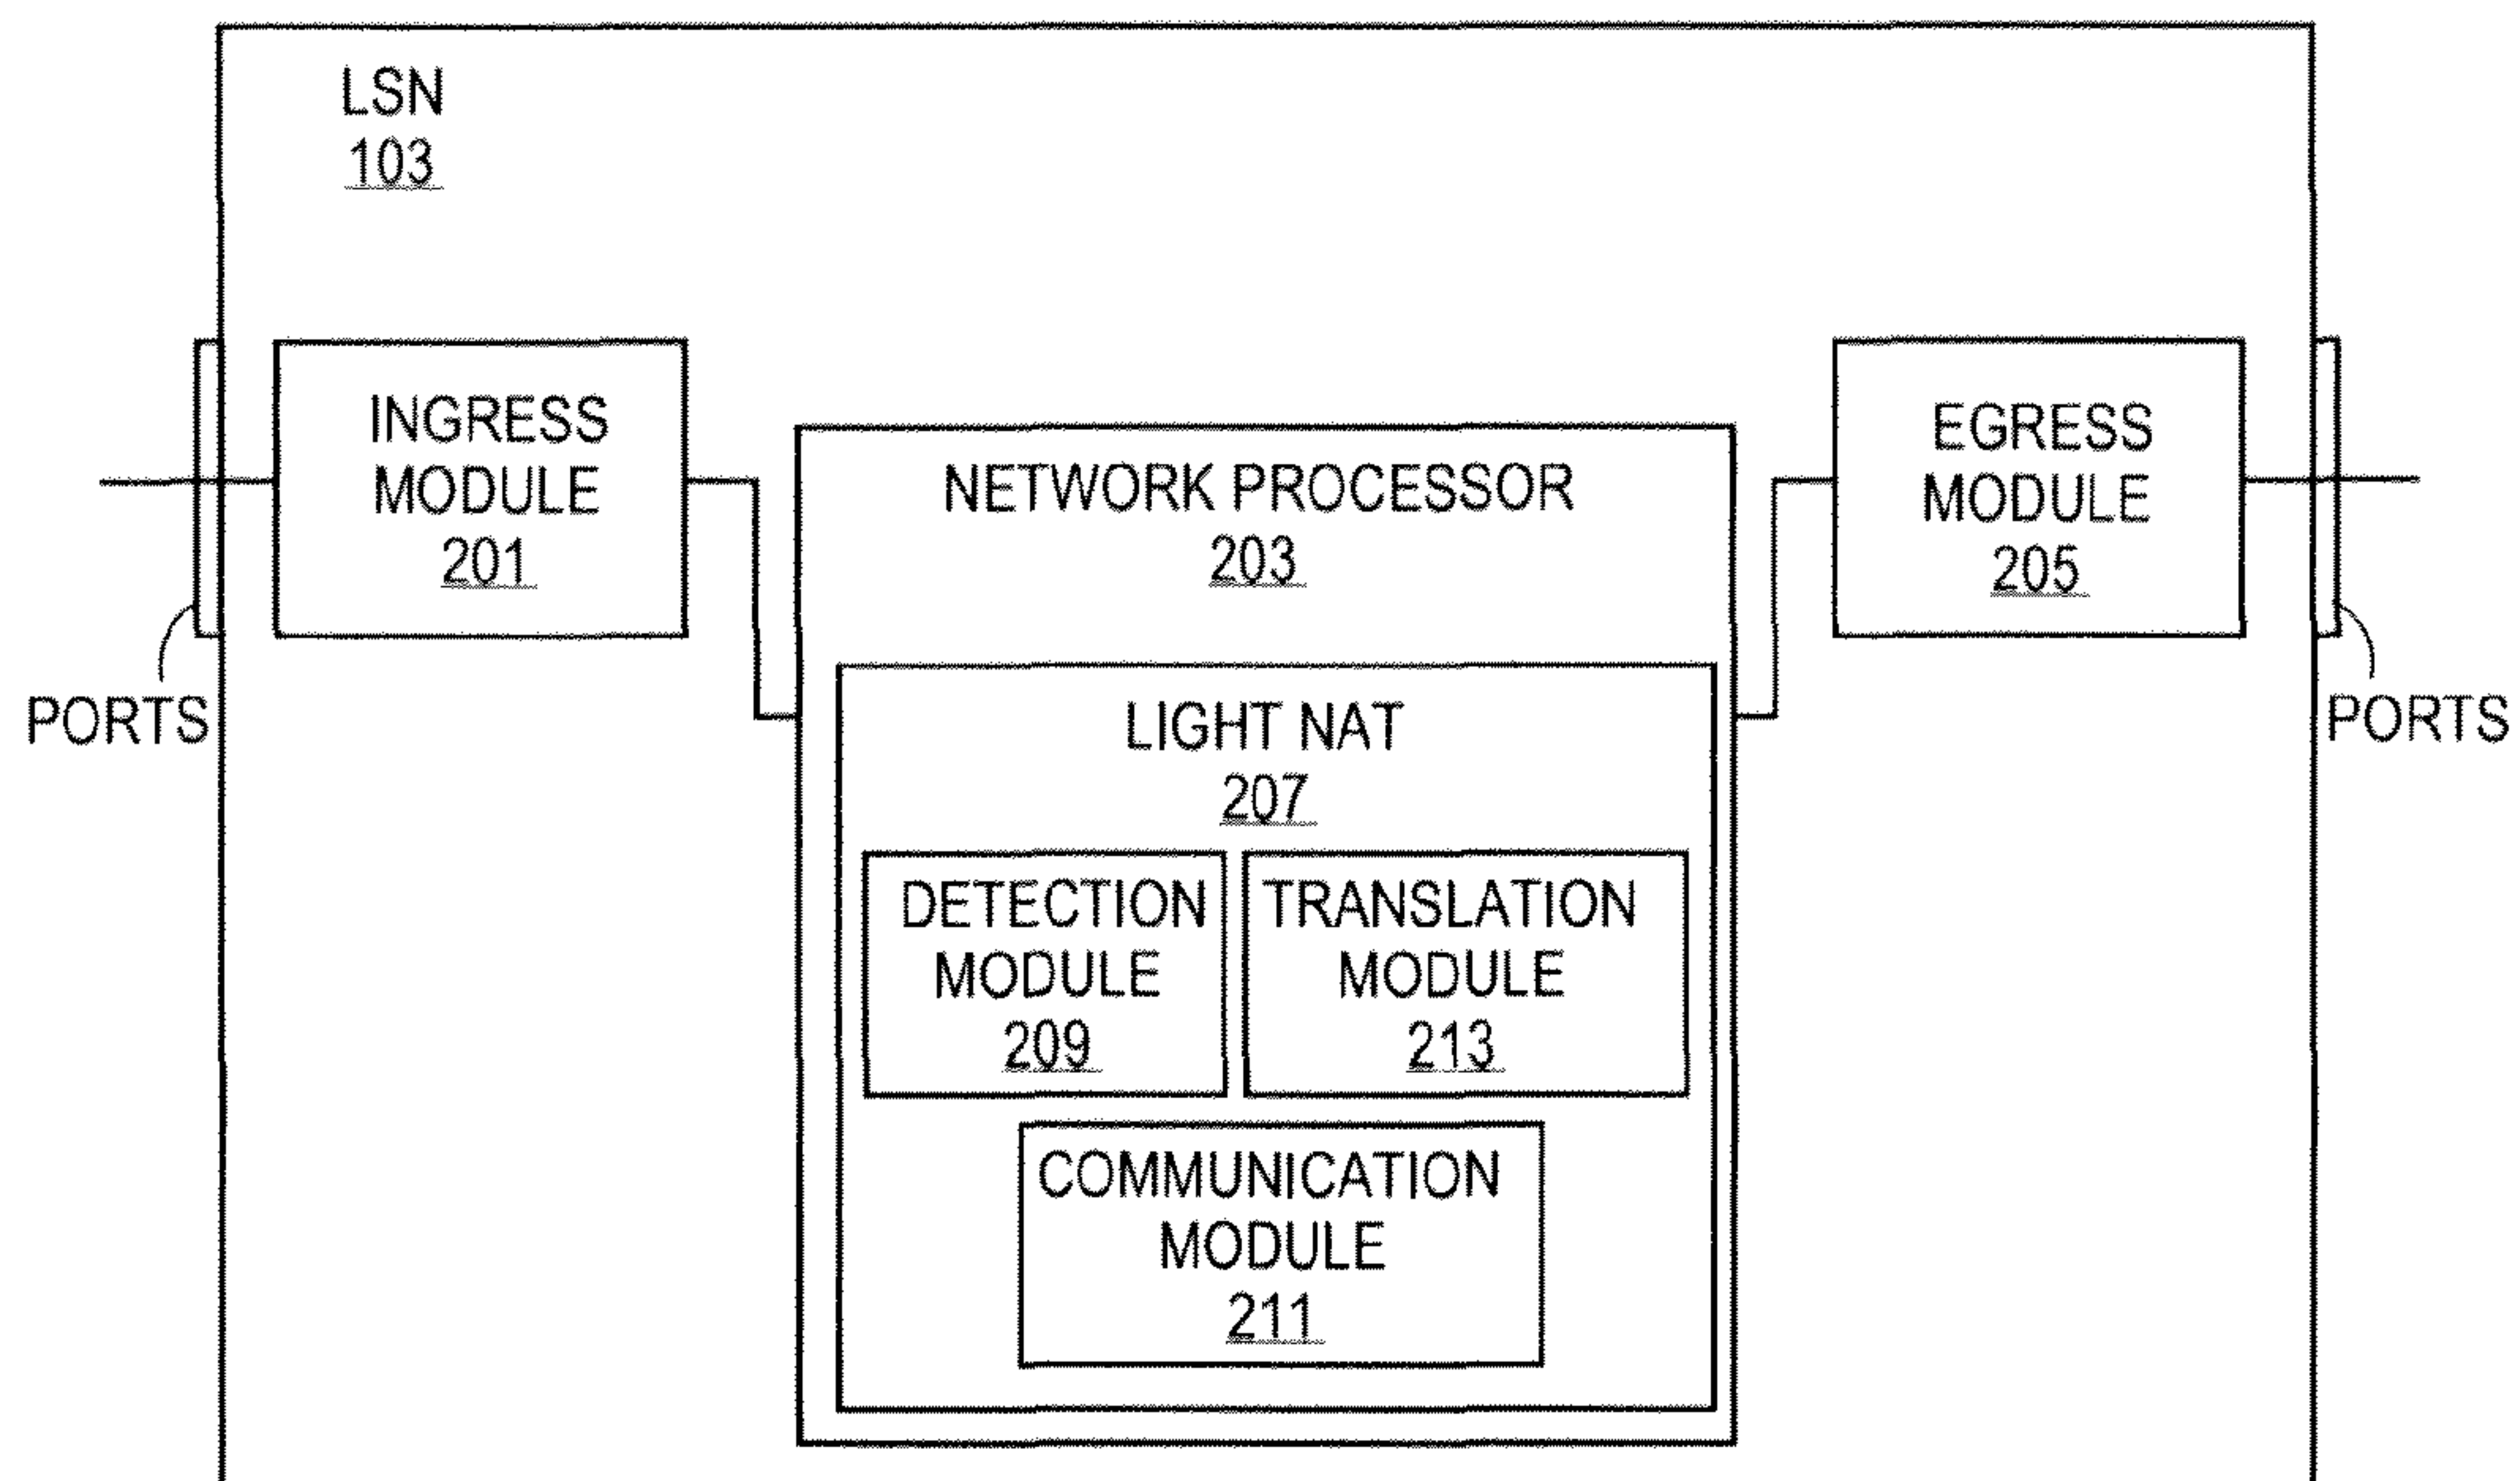 LSN
103
INGRESS
MODULE
201
PORTS
NETWORK PROCESSOR
203
LIGHT NAT
207
DETECTION
MODULE
209
TRANSLATION
MODULE
213
COMMUNICATION
MODULE
211
EGRESS
MODULE
205
PORTS